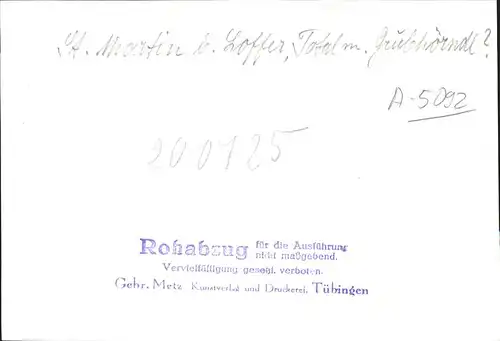 St. Martin b. Lofer, Total m. Grubhörndl?
A-5092
200125
Rohabzug für die Ausführung nicht maßgebend.
Vervielfältigung gesetzl. verboten.
Gebr. Metz Kunstverlag und Druckerei, Tübingen